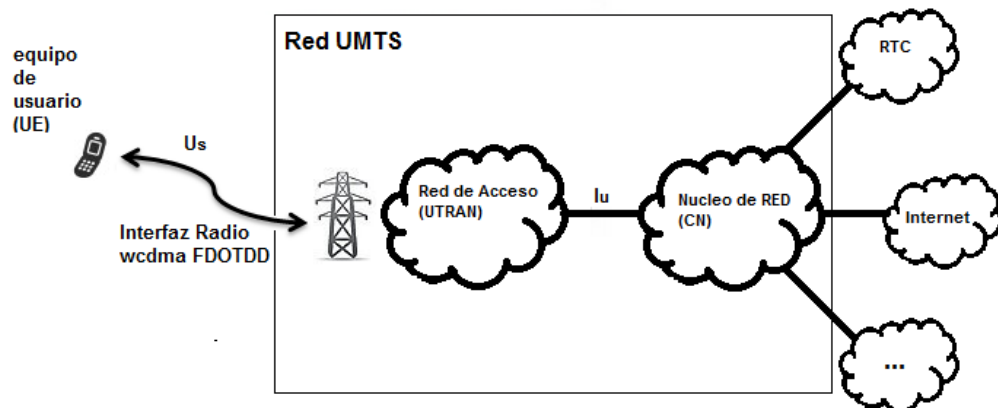 Red UMTS
equipo
de
usuario
(UE)
Us
Interfaz Radio
wcdma FDOTDD
Red de Acceso
(UTRAN)
Iu
Nucleo de RED
(CN)
RTC
Internet
...